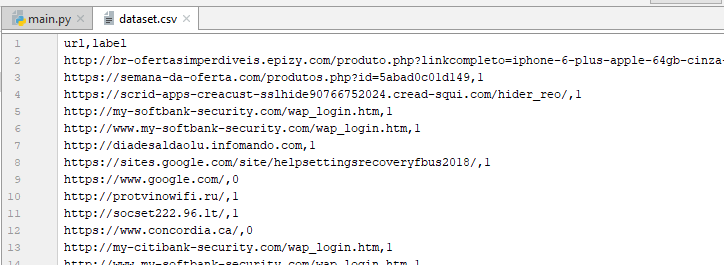 main.py
dataset.csv
1 url,label
2 http://br-ofertasimperdiveis.epizy.com/produto.php?linkcompleto=iphone-6-plus-apple-64gb-cinza-
3 https://semana-da-oferta.com/produtos.php?id=5abad0c01d149,1
4 https://scrid-apps-creacust-sslhide90766752024.cread-squi.com/hider_reo/,1
5 http://my-softbank-security.com/wap_login.htm,1
6 http://www.my-softbank-security.com/wap_login.htm,1
7 http://diadesaldaolu.infomando.com,1
8 https://sites.google.com/site/helpsettingsrecoveryfbus2018/,1
9 https://www.google.com/,0
10 http://protvinowifi.ru/,1
11 http://socset222.96.lt/,1
12 https://www.concordia.ca/,0
13 http://my-citibank-security.com/wap_login.htm,1
14 http://www.my-softbank-security.com/wap_login.htm,1